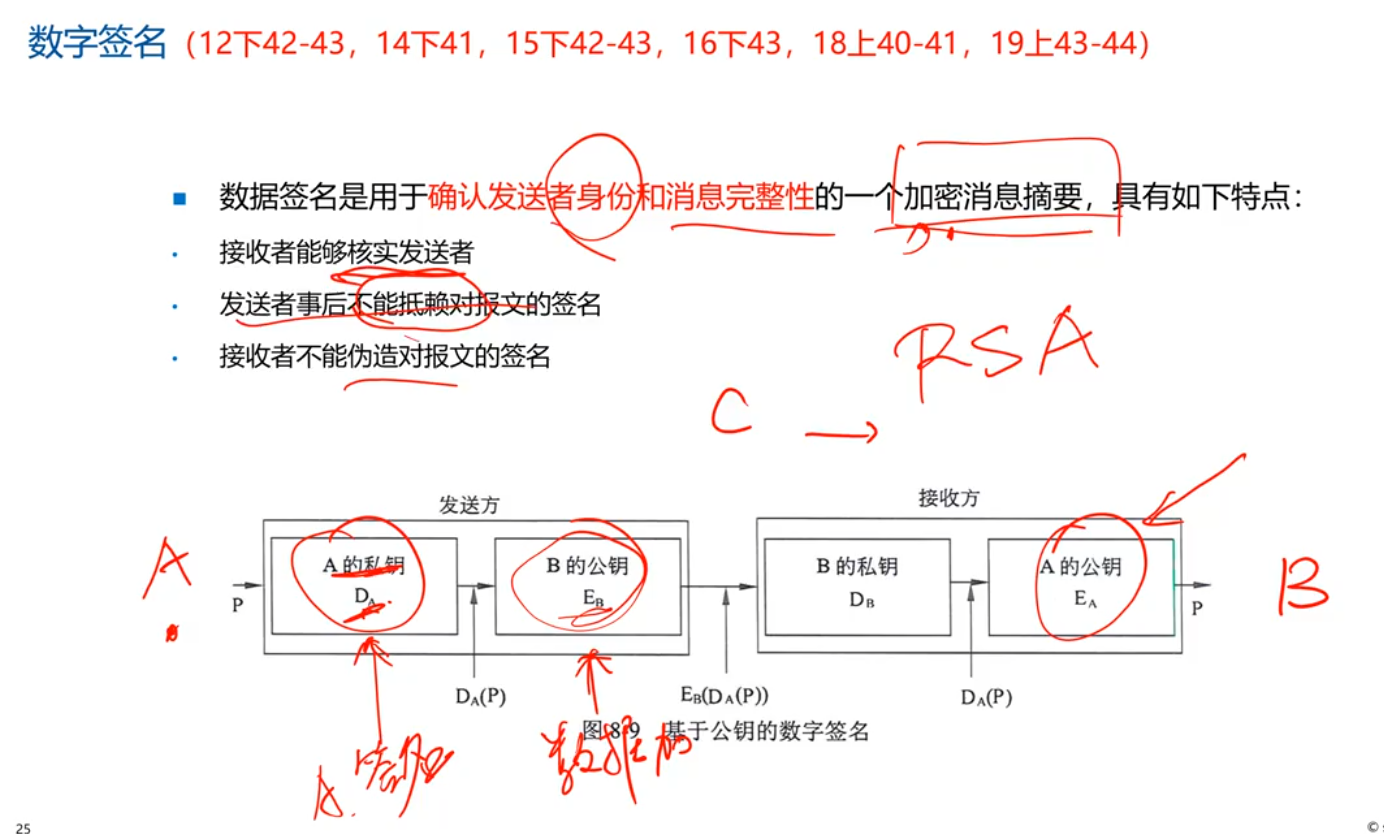 数字签名（12下42-43，14下41，15下42-43，16下43，18上40-41，19上43-44）
数据签名是用于确认发送者身份和消息完整性的一个加密消息摘要，具有如下特点：
接收者能够核实发送者
发送者事后不能抵赖对报文的签名
接收者不能伪造对报文的签名
RSA
C
发送方
接收方
A
P
A 的私钥
D_A
B 的公钥
E_B
B 的私钥
D_B
A 的公钥
E_A
P
B
D_A(P)
E_B(D_A(P))
D_A(P)
图 8-9 基于公钥的数字签名
A.
25
©